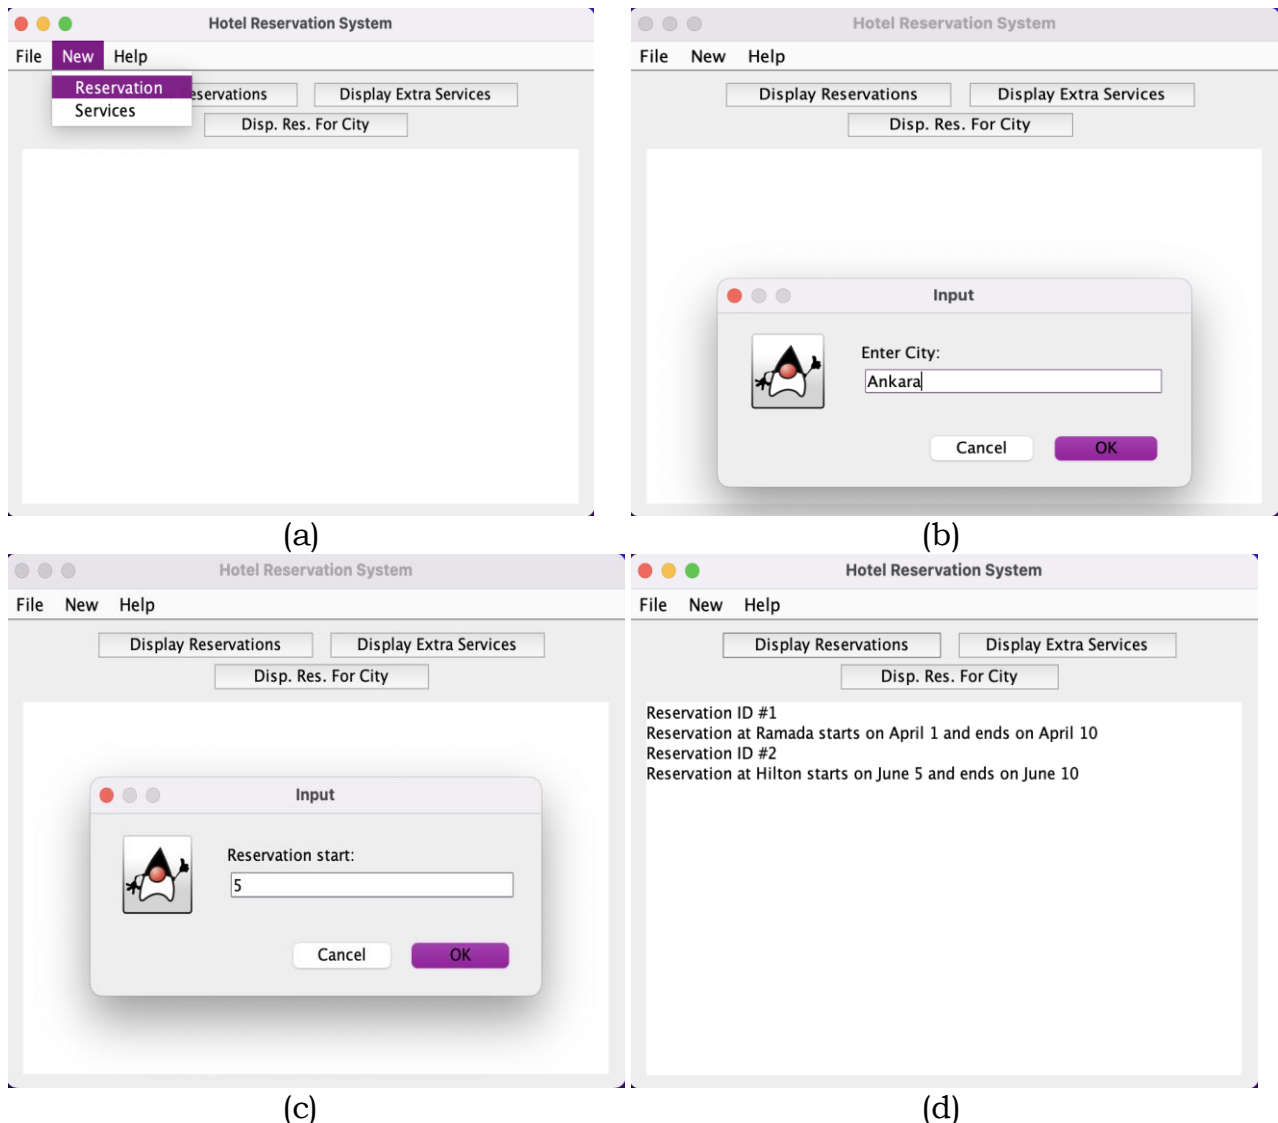 Hotel Reservation System
File New Help
Reservation
Services
Reservations
Display Extra Services
Disp. Res. For City
(a)
Hotel Reservation System
File New Help
Display Reservations Display Extra Services
Disp. Res. For City
Input
Enter City:
Ankara
Cancel OK
(b)
Hotel Reservation System
File New Help
Display Reservations Display Extra Services
Disp. Res. For City
Input
Reservation start:
5
Cancel OK
(c)
Hotel Reservation System
File New Help
Display Reservations Display Extra Services
Disp. Res. For City
Reservation ID #1
Reservation at Ramada starts on April 1 and ends on April 10
Reservation ID #2
Reservation at Hilton starts on June 5 and ends on June 10
(d)